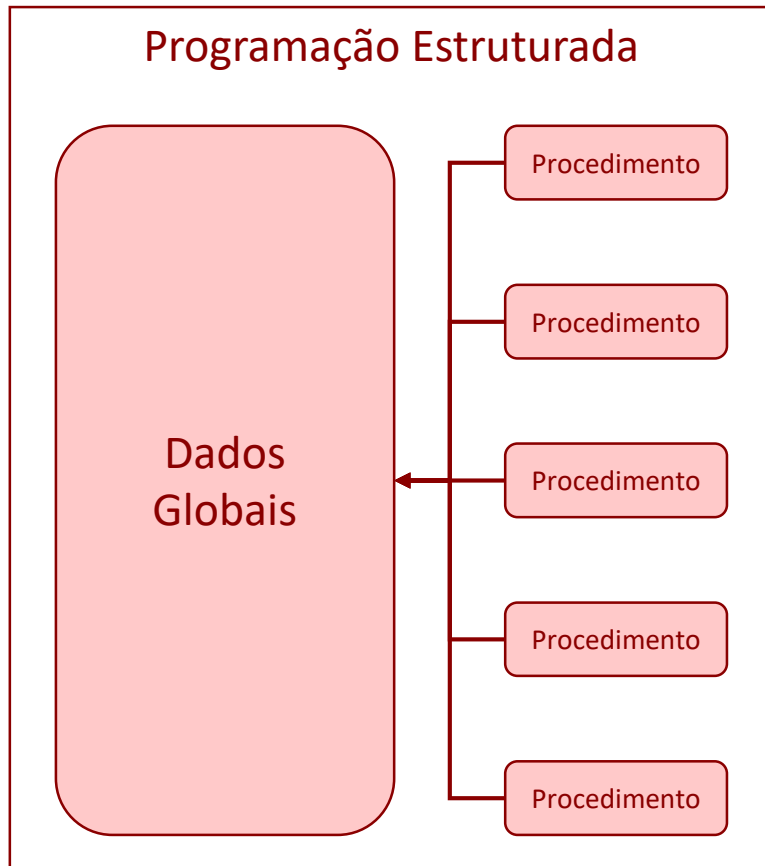 Programação Estruturada
Procedimento
Procedimento
Dados
Globais
Procedimento
Procedimento
Procedimento